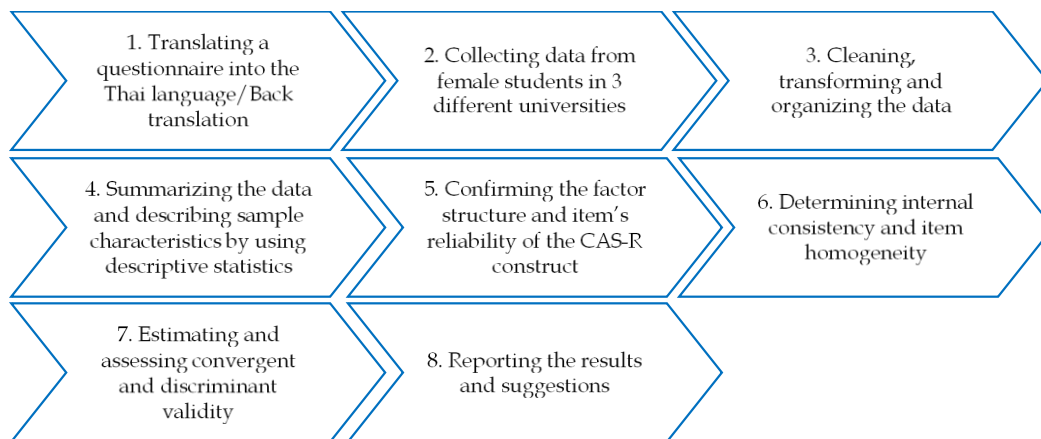 1. Translating a
questionnaire into the
Thai language/Back
translation
2. Collecting data from
female students in 3
different universities
3. Cleaning,
transforming and
organizing the data
4. Summarizing the data
and describing sample
characteristics by using
descriptive statistics
5. Confirming the factor
structure and item’s
reliability of the CAS-R
construct
6. Determining internal
consistency and item
homogeneity
7. Estimating and
assessing convergent
and discriminant
validity
8. Reporting the results
and suggestions